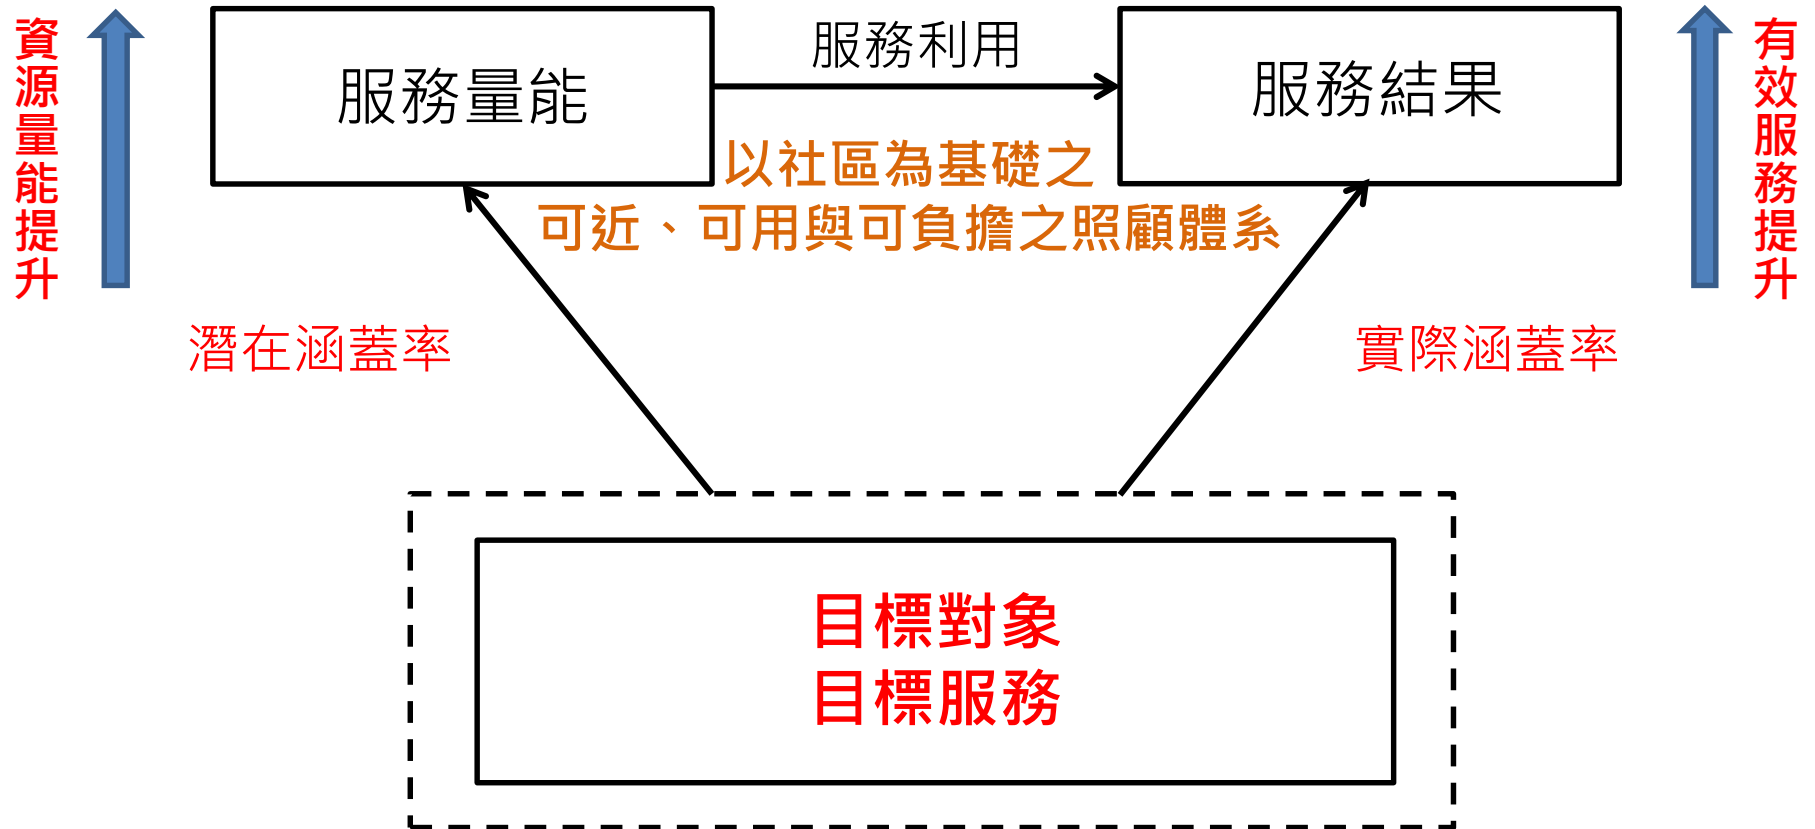 資源量能提升
服務量能
服務利用
服務結果
有效服務提升
以社區為基礎之
可近、可用與可負擔之照顧體系
潛在涵蓋率
實際涵蓋率
目標對象
目標服務